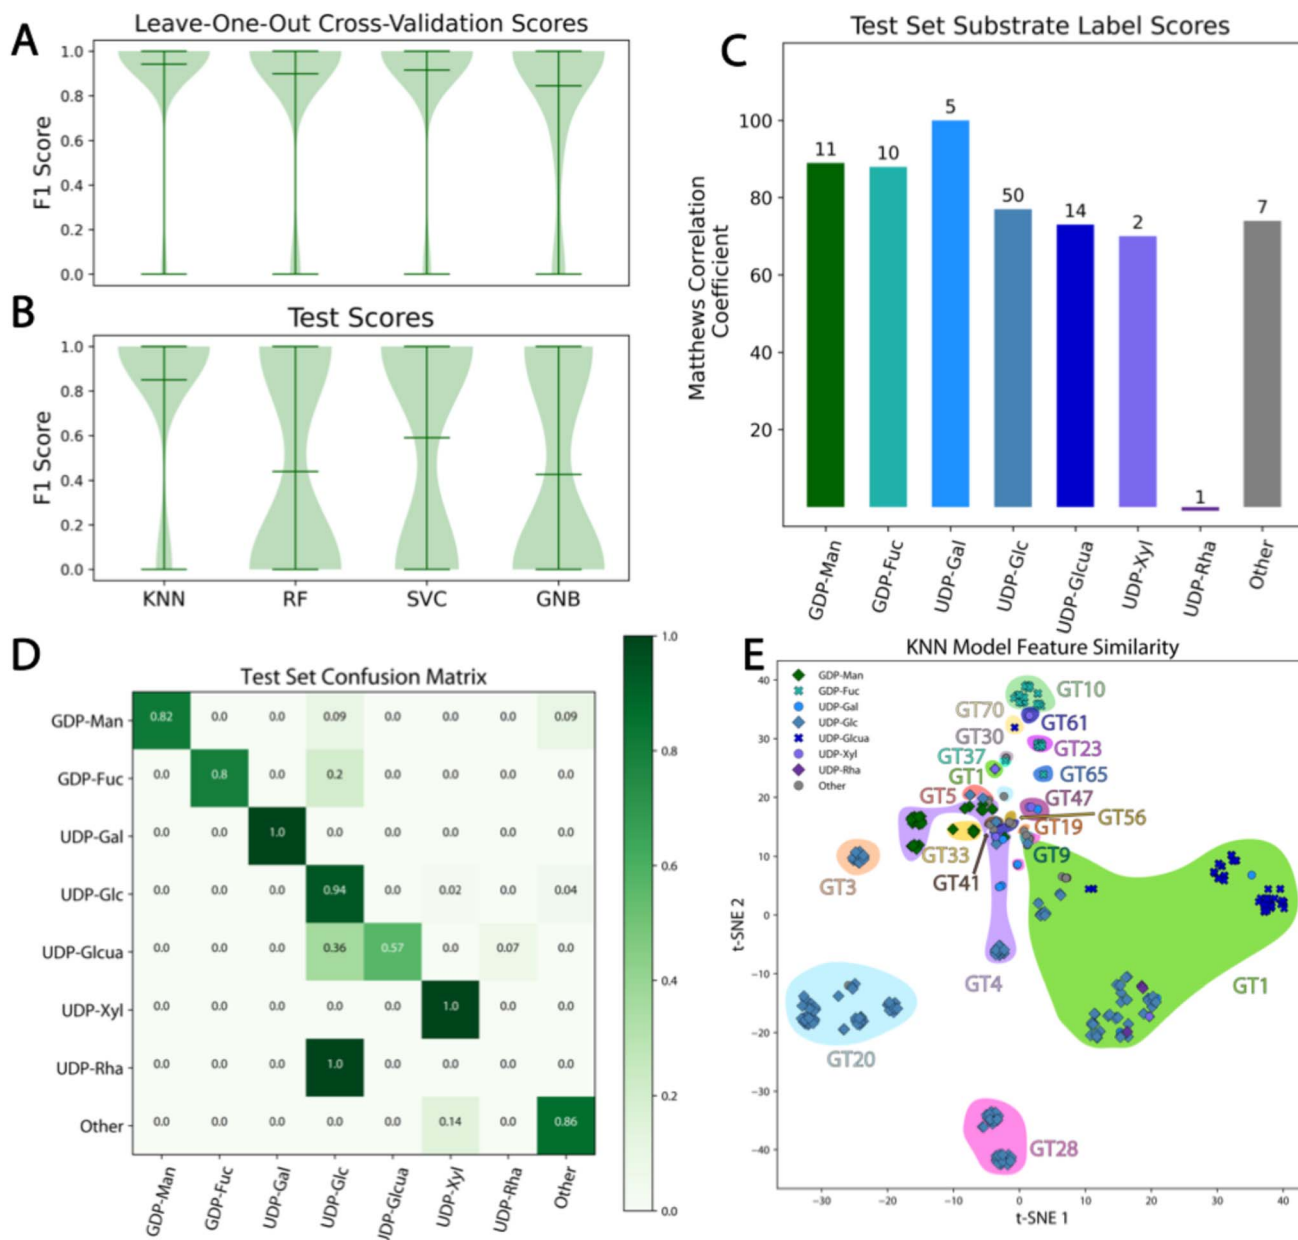 A
Leave-One-Out Cross-Validation Scores
F1 Score
1.0
0.8
0.6
0.4
0.2
0.0
B
Test Scores
F1 Score
1.0
0.8
0.6
0.4
0.2
0.0
KNN RF SVC GNB
C
Test Set Substrate Label Scores
Matthews Correlation
Coefficient
100
80
60
40
20
11 10 5 50 14 2 1 7
GDP-Man GDP-Fuc UDP-Gal UDP-Glc UDP-Glcua UDP-Xyl UDP-Rha Other
D
Test Set Confusion Matrix
GDP-Man 0.82 0.0 0.0 0.09 0.0 0.0 0.0 0.09
GDP-Fuc 0.0 0.8 0.0 0.2 0.0 0.0 0.0 0.0
UDP-Gal 0.0 0.0 1.0 0.0 0.0 0.0 0.0 0.0
UDP-Glc 0.0 0.0 0.0 0.94 0.0 0.02 0.0 0.04
UDP-Glcua 0.0 0.0 0.0 0.36 0.57 0.0 0.07 0.0
UDP-Xyl 0.0 0.0 0.0 0.0 0.0 1.0 0.0 0.0
UDP-Rha 0.0 0.0 0.0 1.0 0.0 0.0 0.0 0.0
Other 0.0 0.0 0.0 0.0 0.0 0.14 0.0 0.86
GDP-Man GDP-Fuc UDP-Gal UDP-Glc JDP-Glcua UDP-Xyl UDP-Rha Other
1.0
0.8
0.6
0.4
0.2
0.0
E
KNN Model Feature Similarity
GDP-Man
GDP-Fuc
UDP-Gal
UDP-Glc
UDP-Glcua
UDP-Xyl
UDP-Rha
Other
GT10
GT70
GT61
GT30
GT23
GT37
GT1
GT65
GT5
GT47
GT56
GT19
GT33
GT9
GT41
GT3
GT4
GT1
GT20
GT28
t-SNE 2
40
30
20
10
0
−10
−20
−30
−40
−30 −20 −10 0 10 20 30 40
t-SNE 1